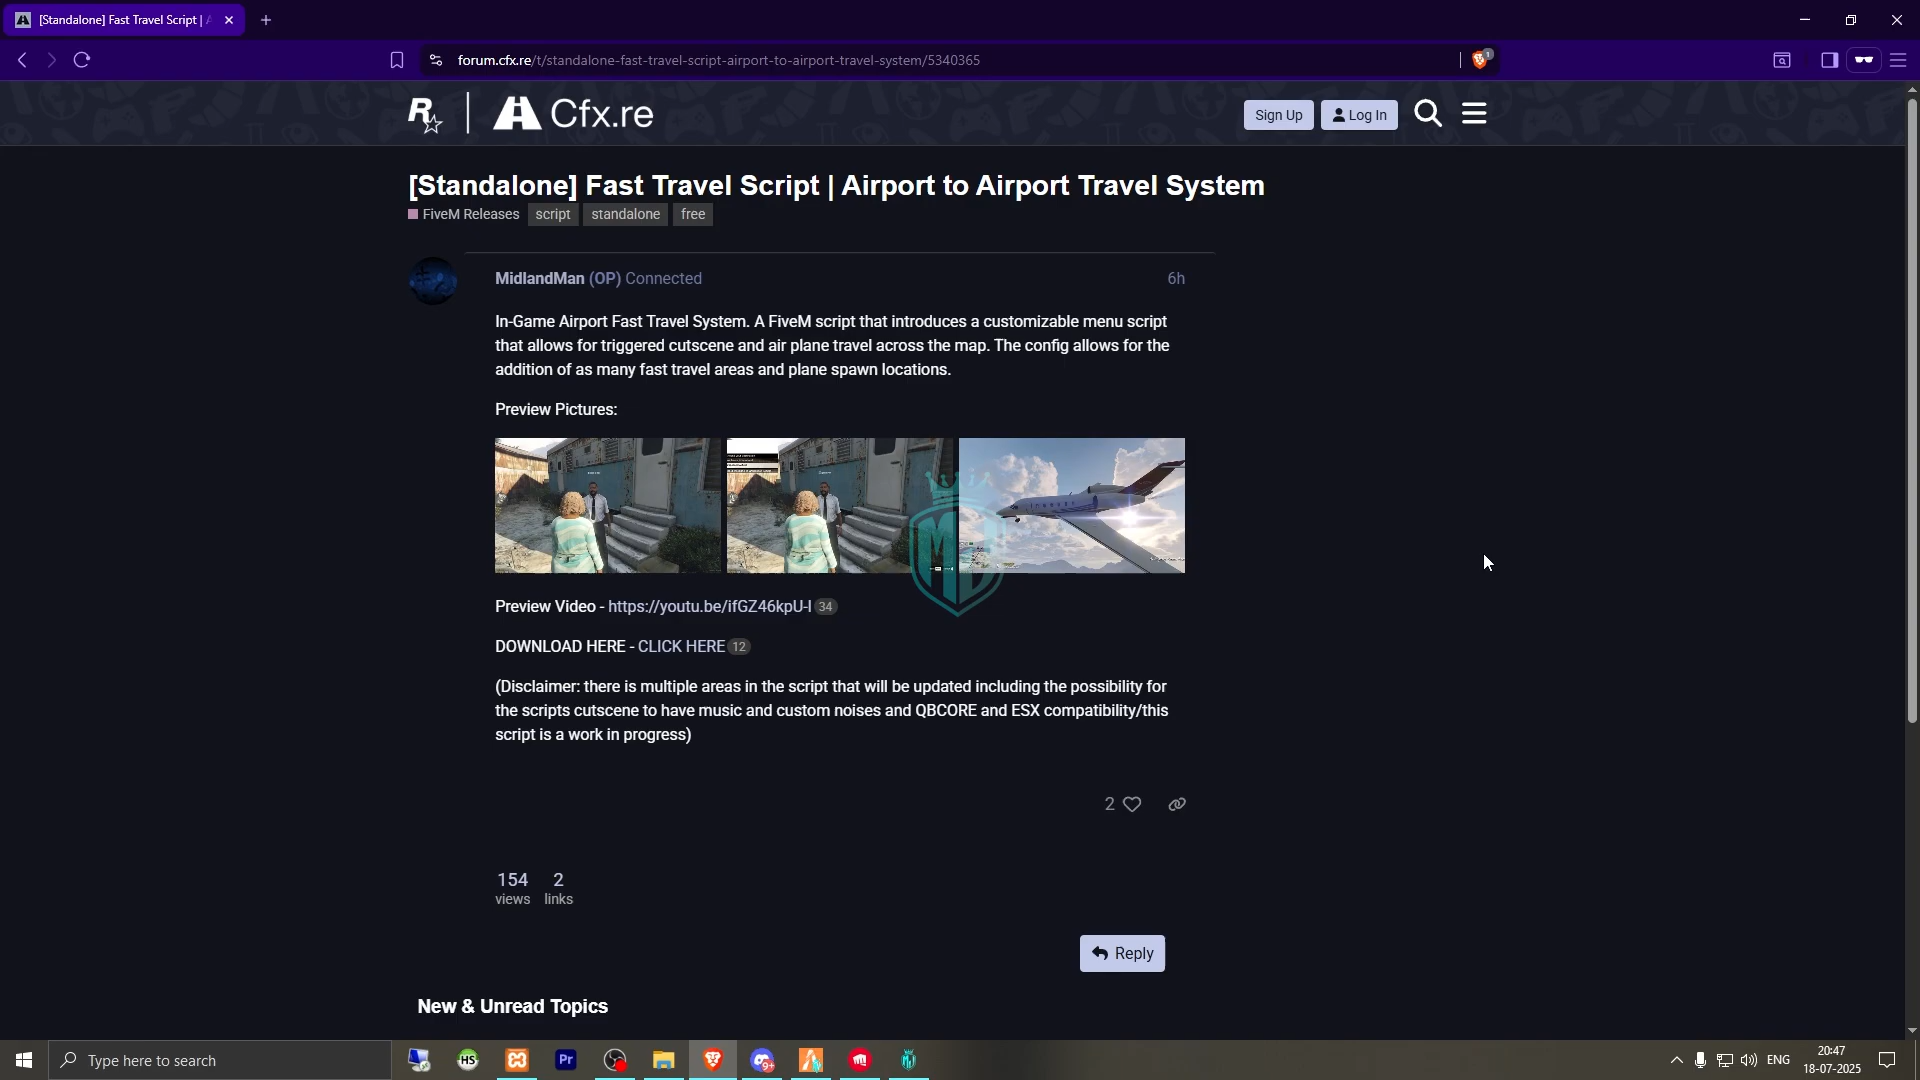 [Standalone] Fast Travel Script | A
forum.cfx.re/t/standalone-fast-travel-script-airport-to-airport-travel-system/5340365
1
Cfx.re
Sign Up
Log In
[Standalone] Fast Travel Script | Airport to Airport Travel System
FiveM Releases script standalone free
MidlandMan (OP) Connected 6h
In-Game Airport Fast Travel System. A FiveM script that introduces a customizable menu script
that allows for triggered cutscene and air plane travel across the map. The config allows for the
addition of as many fast travel areas and plane spawn locations.
Preview Pictures:
Preview Video - https://youtu.be/ifGZ46kpU-I 34
DOWNLOAD HERE - CLICK HERE 12
(Disclaimer: there is multiple areas in the script that will be updated including the possibility for
the scripts cutscene to have music and custom noises and QBCORE and ESX compatibility/this
script is a work in progress)
2
154 2
views links
Reply
New & Unread Topics
Type here to search
HS
Pr
9+
ENG
20:47
18-07-2025